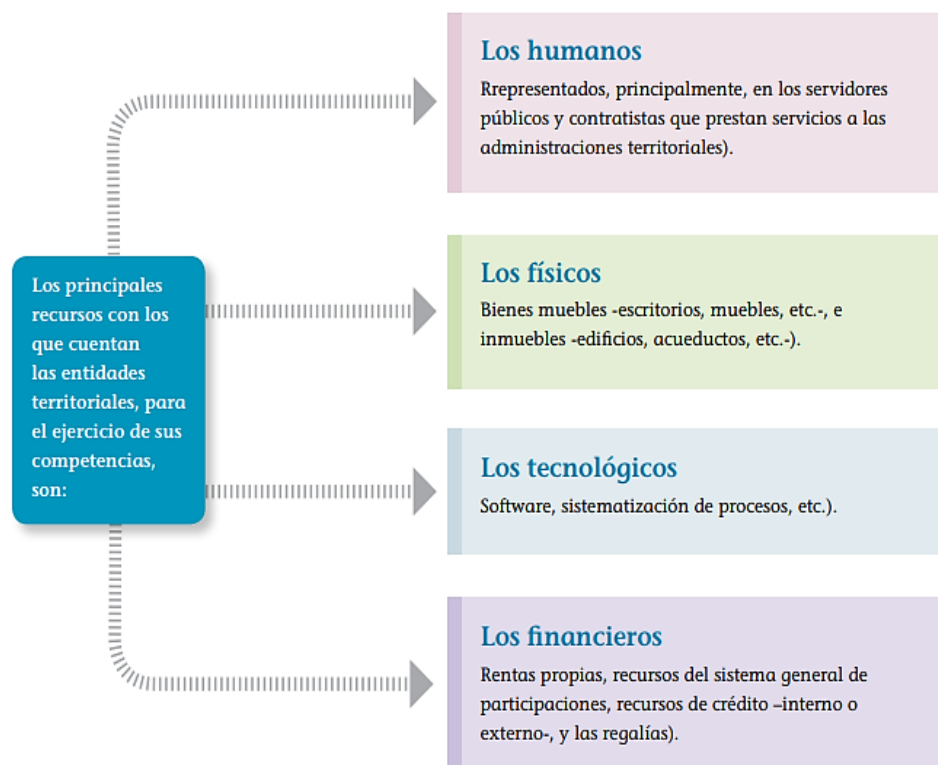 Los principales
recursos con los
que cuentan
las entidades
territoriales, para
el ejercicio de sus
competencias,
son:
Los humanos
Rrepresentados, principalmente, en los servidores
públicos y contratistas que prestan servicios a las
administraciones territoriales).
Los físicos
Bienes muebles -escritorios, muebles, etc.-, e
inmuebles -edificios, acueductos, etc.-).
Los tecnológicos
Software, sistematización de procesos, etc.).
Los financieros
Rentas propias, recursos del sistema general de
participaciones, recursos de crédito –interno o
externo-, y las regalías).